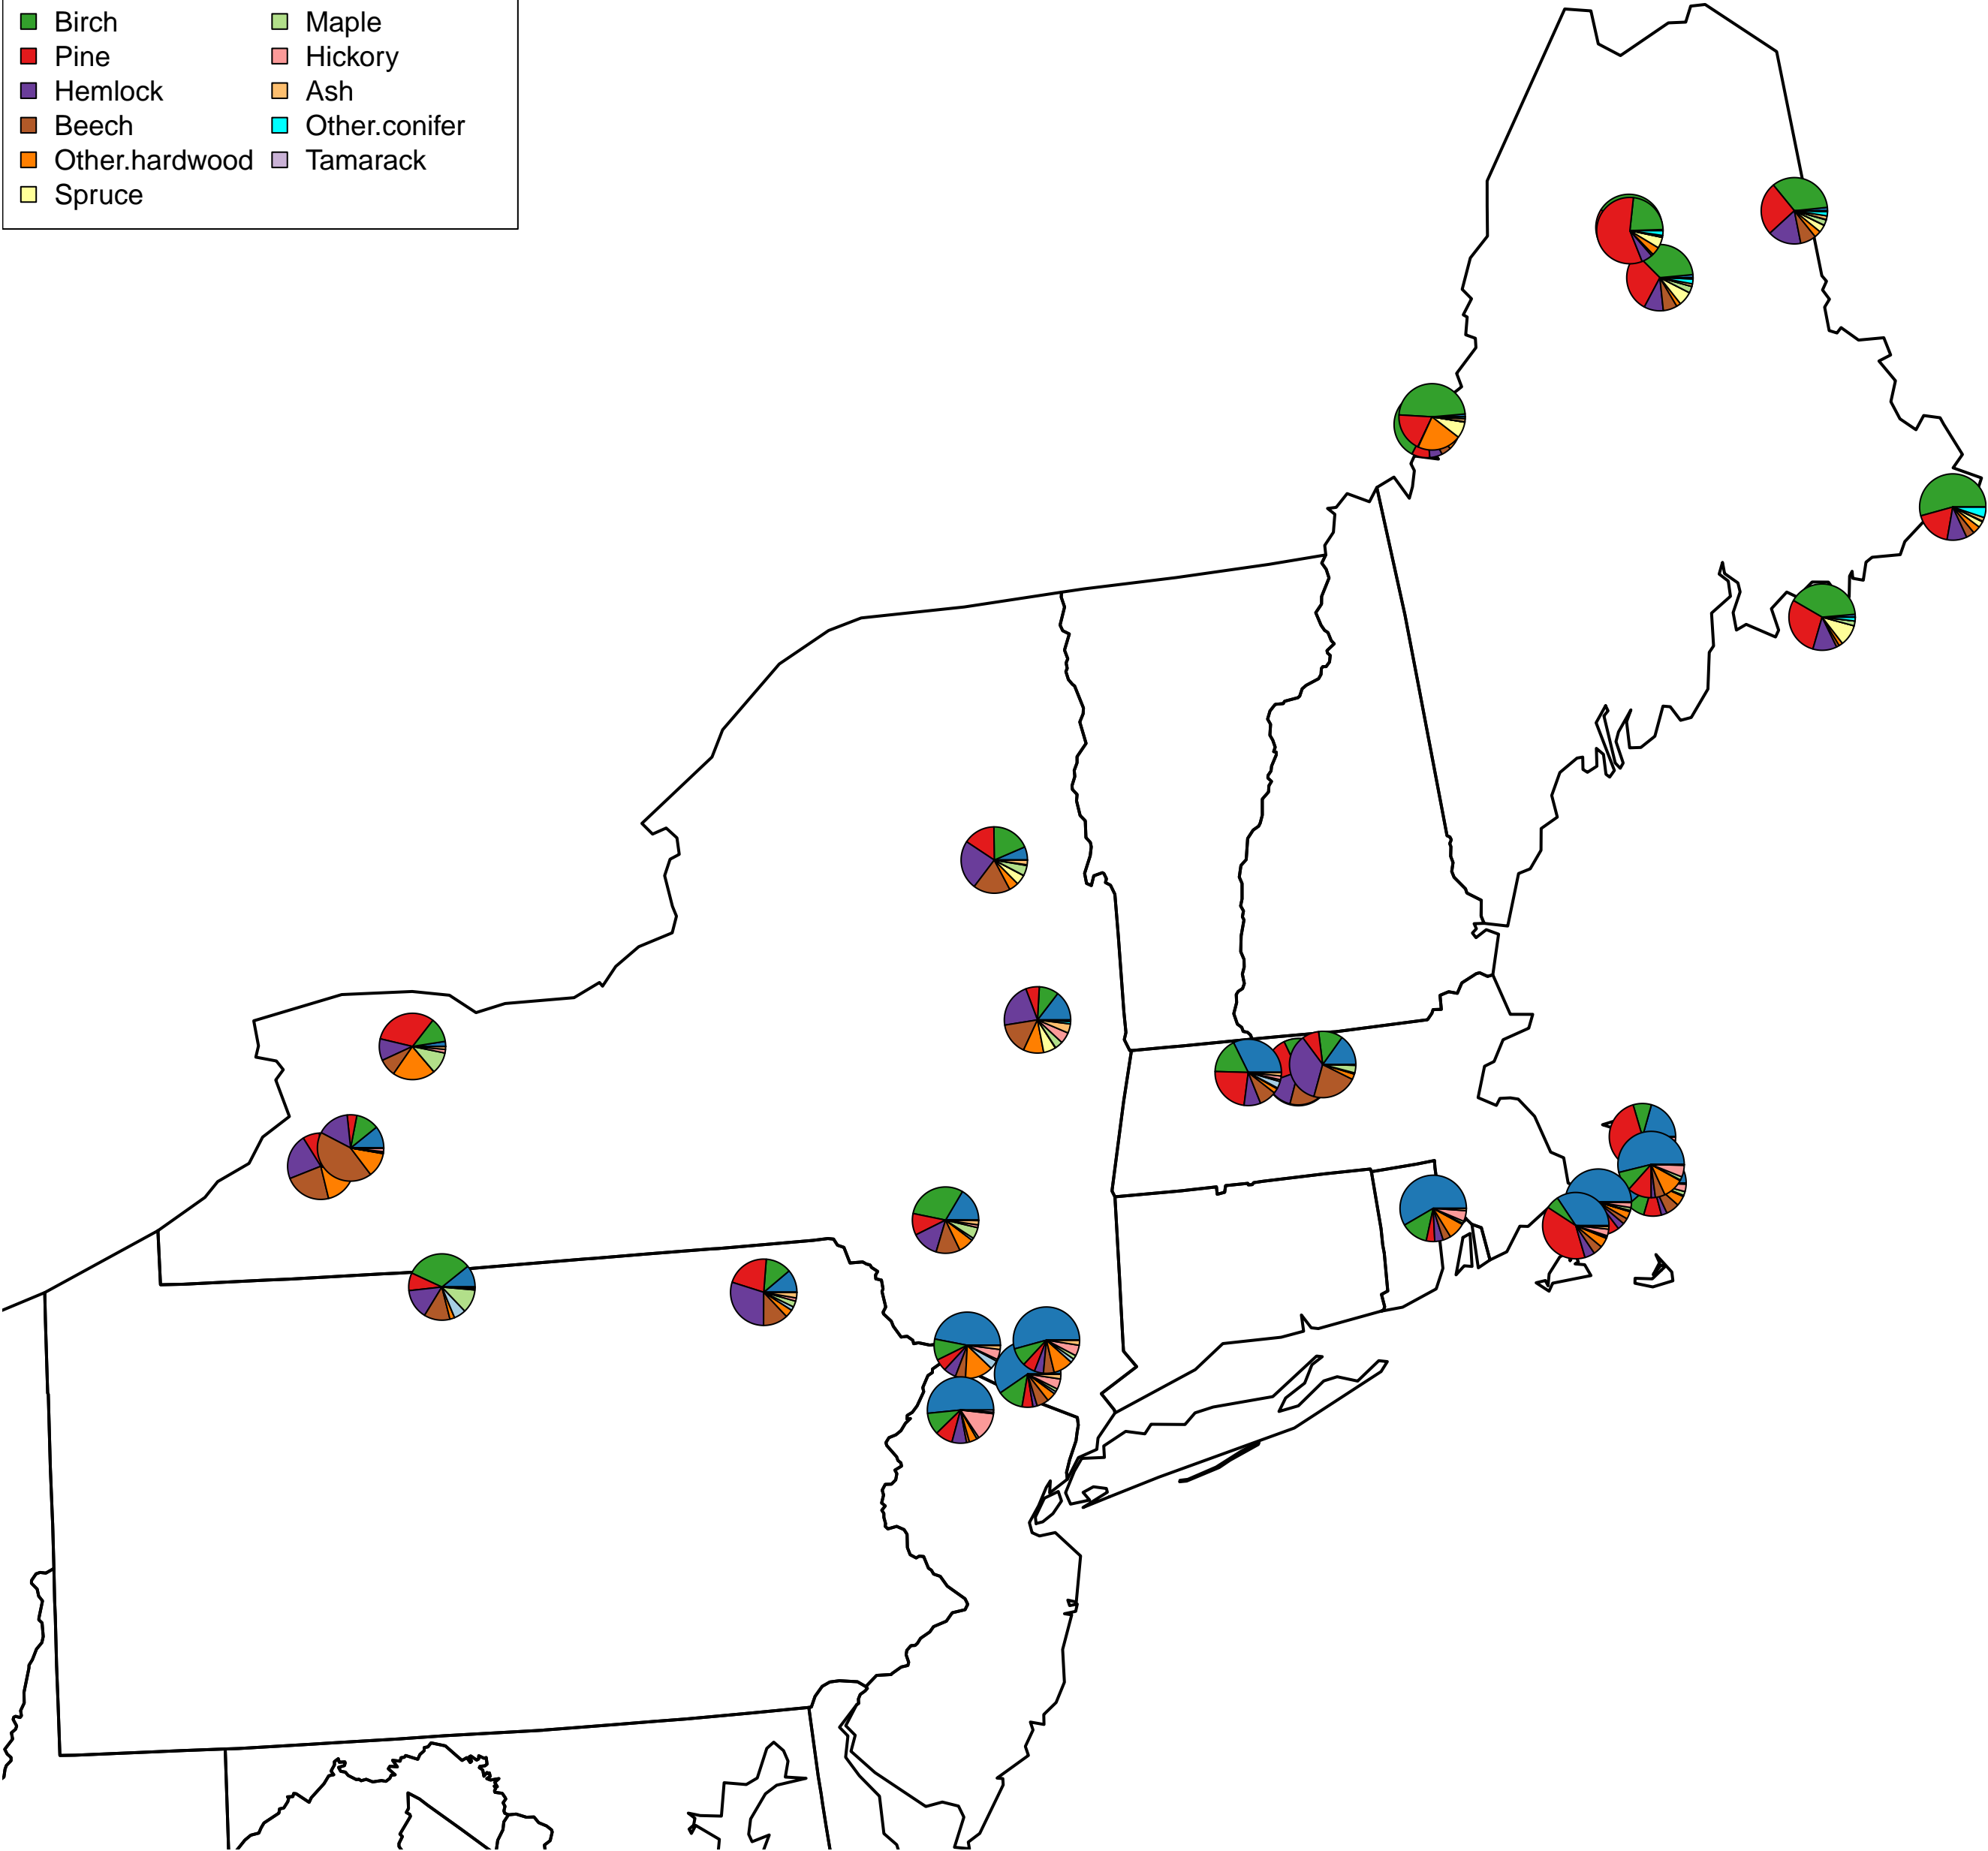 Birch
Pine
Hemlock
Beech
Other.hardwood
Spruce
Maple
Hickory
Ash
Other.conifer
Tamarack